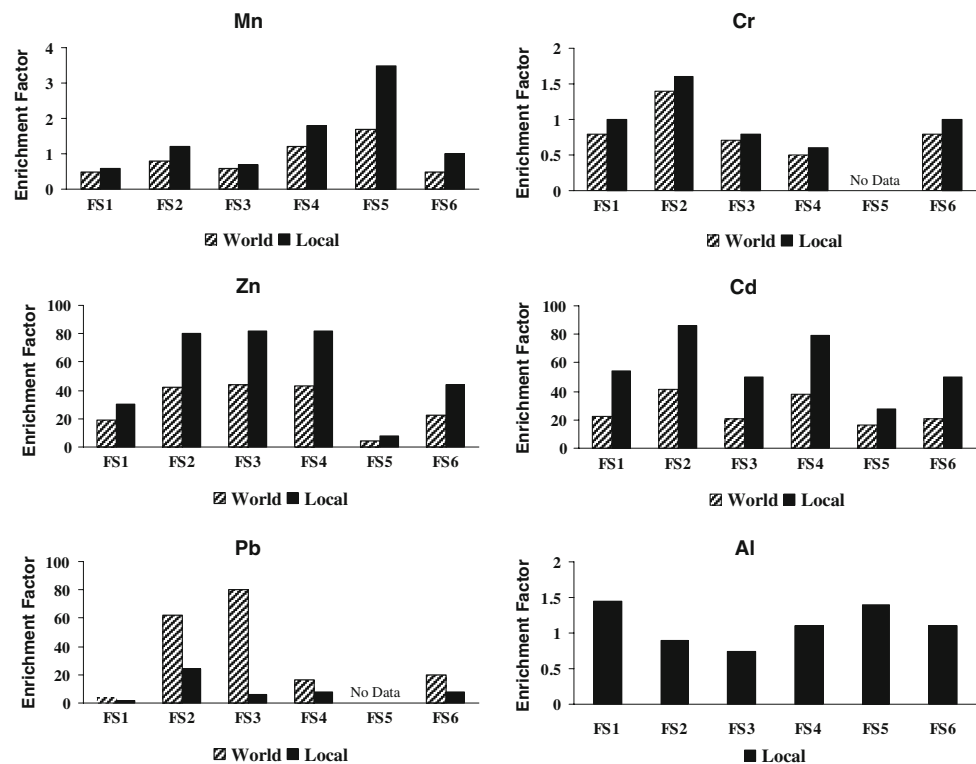 Mn
Enrichment Factor
4
3
2
1
0
FS1 FS2 FS3 FS4 FS5 FS6
World Local
Cr
Enrichment Factor
2
1.5
1
0.5
0
No Data
FS1 FS2 FS3 FS4 FS5 FS6
World Local
Zn
Enrichment Factor
100
80
60
40
20
0
FS1 FS2 FS3 FS4 FS5 FS6
World Local
Cd
Enrichment Factor
100
80
60
40
20
0
FS1 FS2 FS3 FS4 FS5 FS6
World Local
Pb
Enrichment Factor
100
80
60
40
20
0
No Data
FS1 FS2 FS3 FS4 FS5 FS6
World Local
Al
Enrichment Factor
2
1.5
1
0.5
0
FS1 FS2 FS3 FS4 FS5 FS6
Local